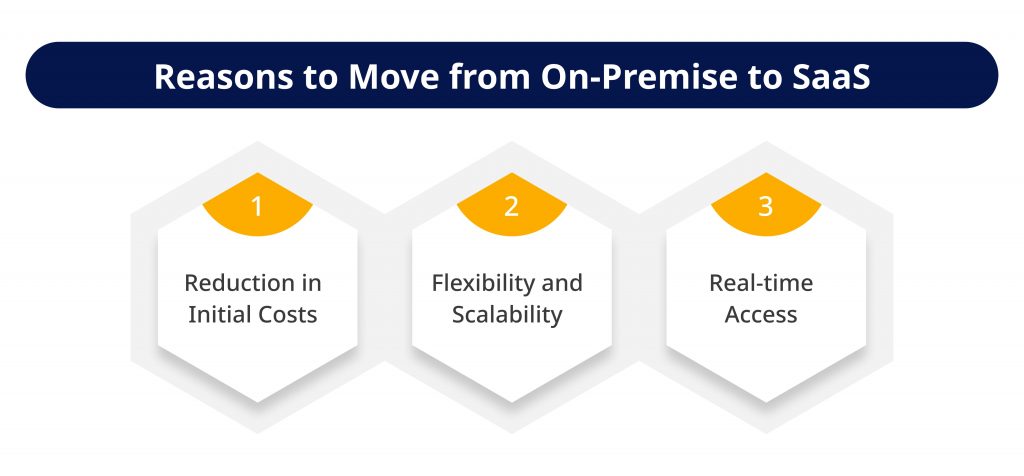 Reasons to Move from On-Premise to SaaS
1
Reduction in
Initial Costs
2
Flexibility and
Scalability
3
Real-time
Access